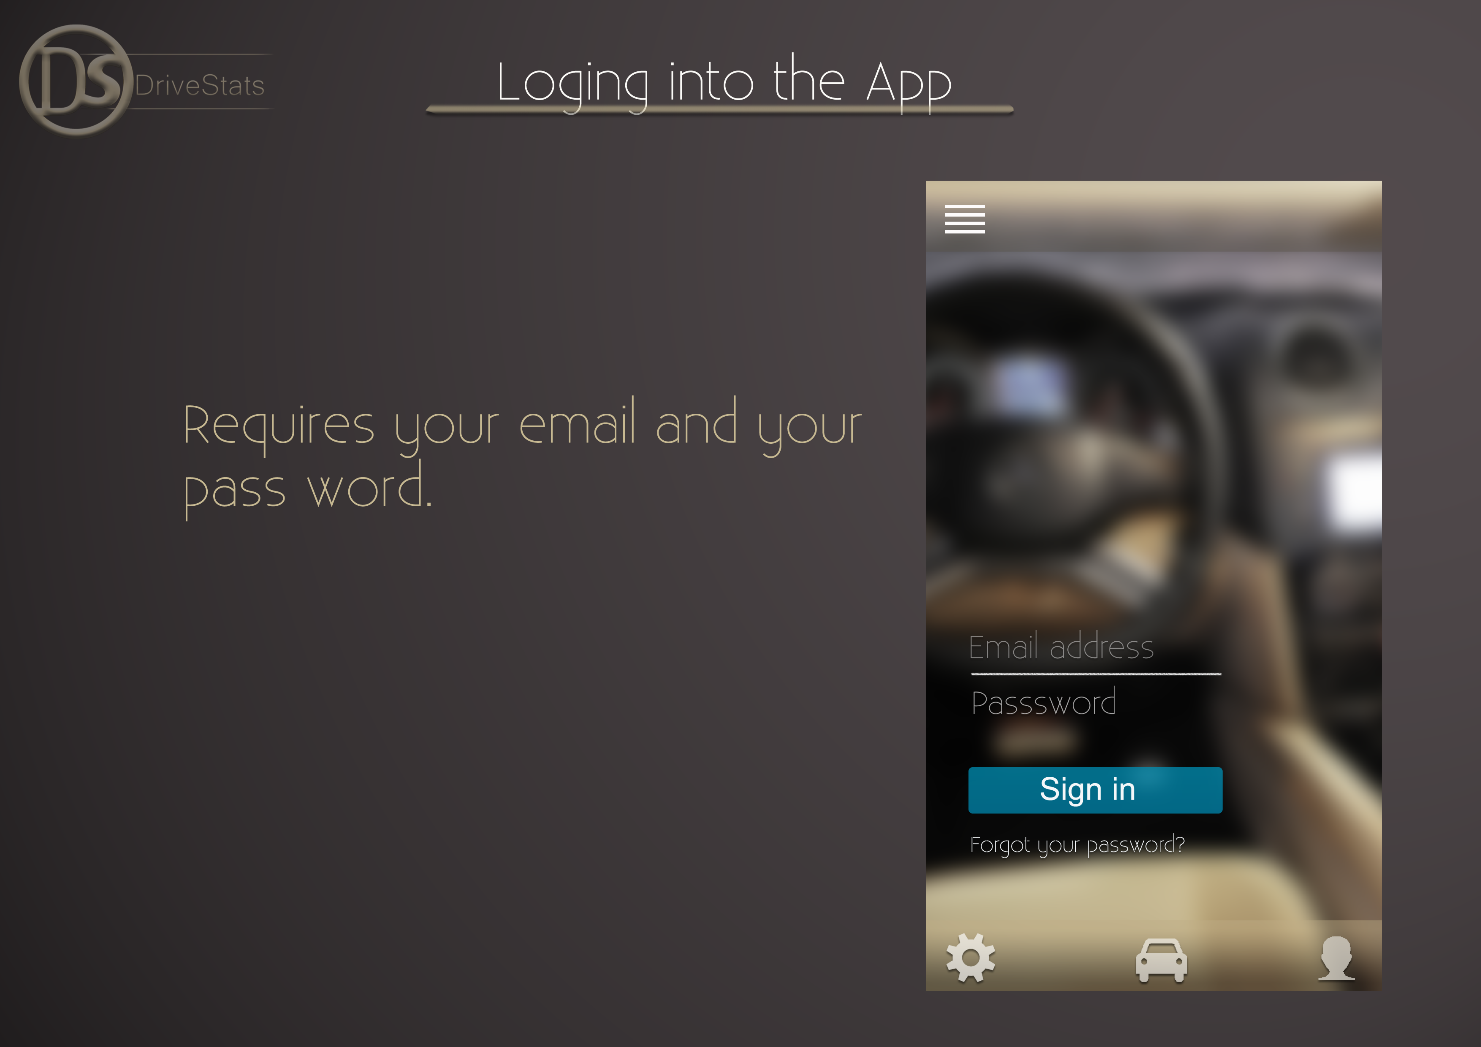 DS
DriveStats
Loging into the App
Requires your email and your
pass word.
Email address
Passsword
Sign in
Forgot your password?